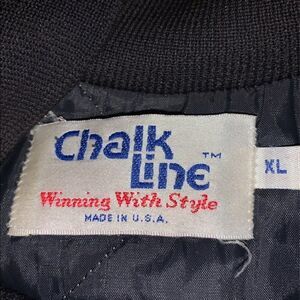 Chalk
Line™
XL
Winning With Style
MADE IN U.S.A.